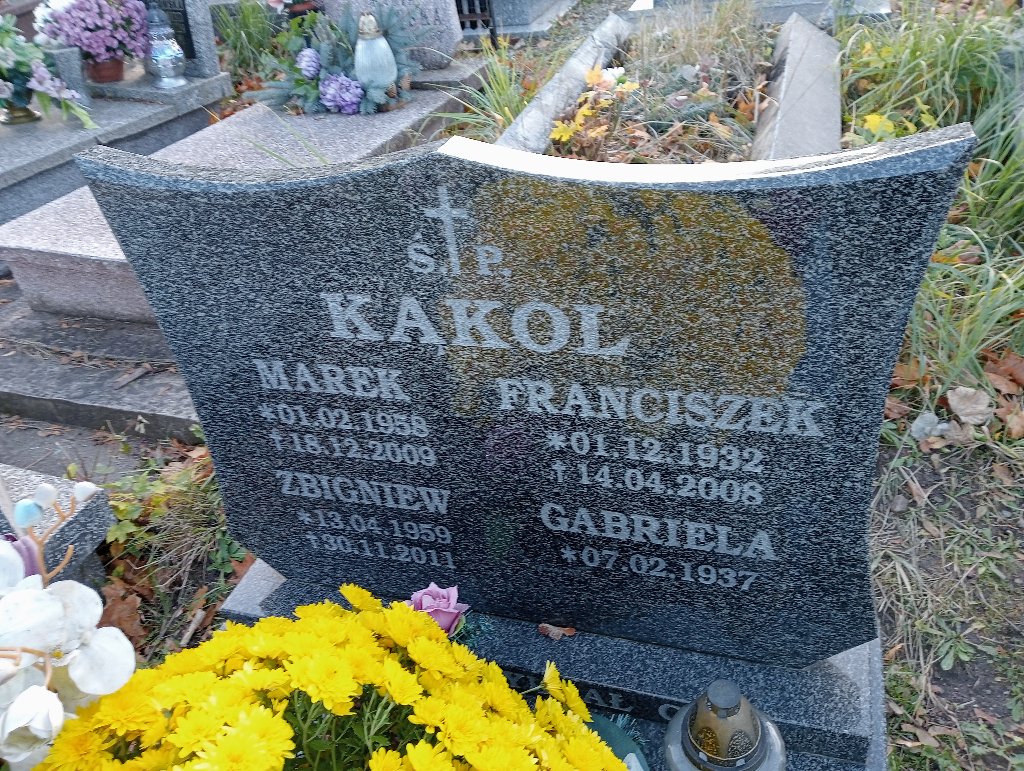 Ś.P.
KĄKOL
MAREK
*01.02.1958
†18.12.2009
ZBIGNIEW
*13.04.1959
†30.11.2011
FRANCISZEK
*01.12.1932
†14.04.2008
GABRIELA
*07.02.1937